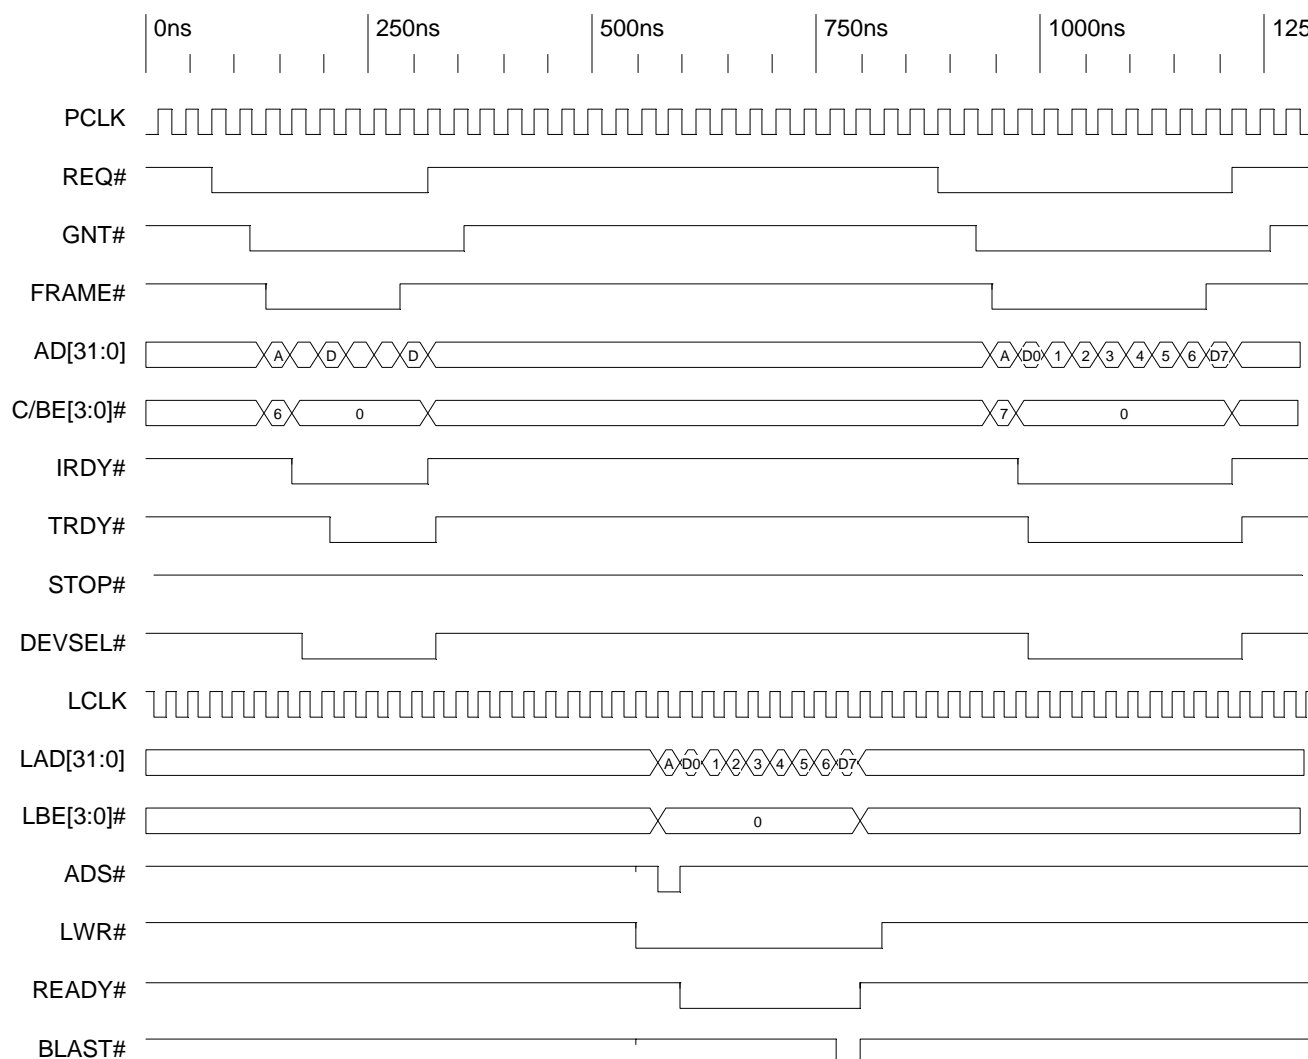 0ns 250ns 500ns 750ns 1000ns 125
PCLK
REQ#
GNT#
FRAME#
AD[31:0] A D D A D0 1 2 3 4 5 6 D7
C/BE[3:0]# 6 0 7 0
IRDY#
TRDY#
STOP#
DEVSEL#
LCLK
LAD[31:0] A D0 1 2 3 4 5 6 D7
LBE[3:0]# 0
ADS#
LWR#
READY#
BLAST#